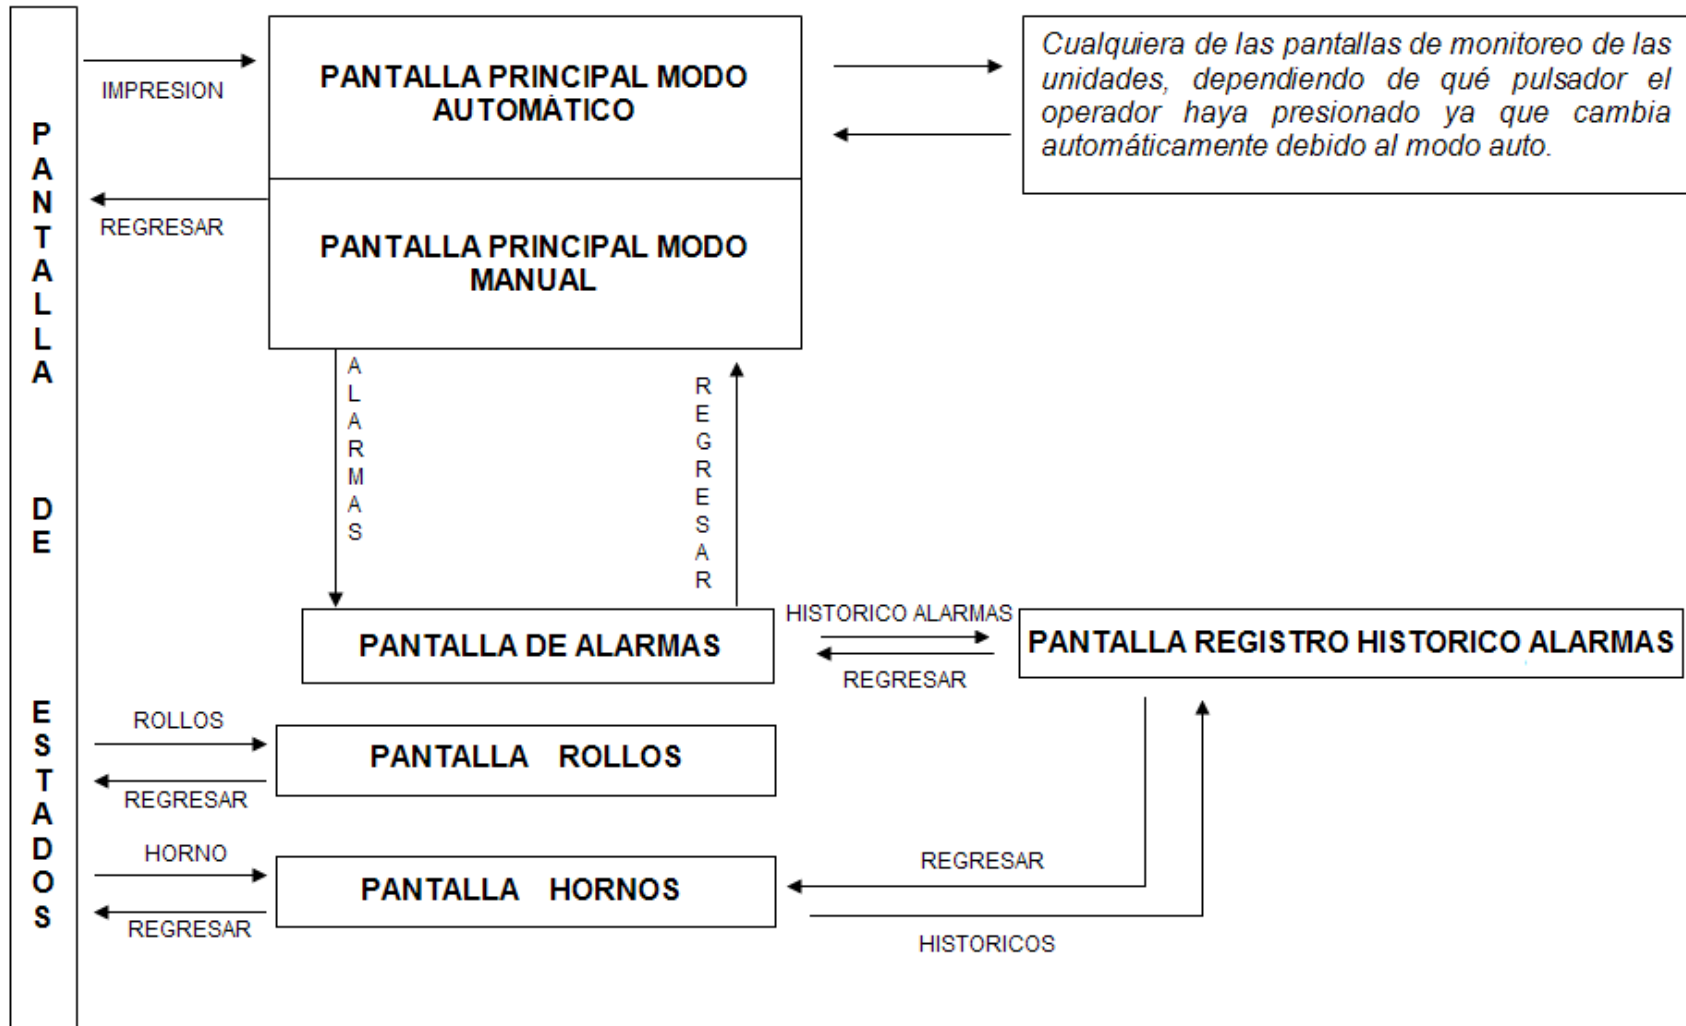 PANTALLA DE ESTADOS
IMPRESION
REGRESAR
PANTALLA PRINCIPAL MODO
AUTOMÁTICO
PANTALLA PRINCIPAL MODO
MANUAL
Cualquiera de las pantallas de monitoreo de las
unidades, dependiendo de qué pulsador el
operador haya presionado ya que cambia
automáticamente debido al modo auto.
ALARMAS
REGRESAR
PANTALLA DE ALARMAS
HISTORICO ALARMAS
REGRESAR
PANTALLA REGISTRO HISTORICO ALARMAS
ROLLOS
REGRESAR
PANTALLA ROLLOS
HORNO
REGRESAR
PANTALLA HORNOS
REGRESAR
HISTORICOS